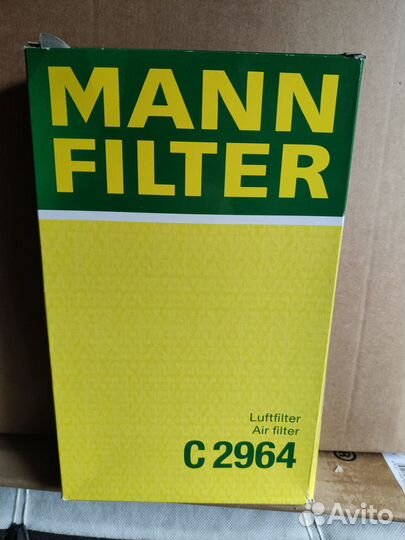 MANN
FILTER
Luftfilter
Air filter
C 2964
Avito